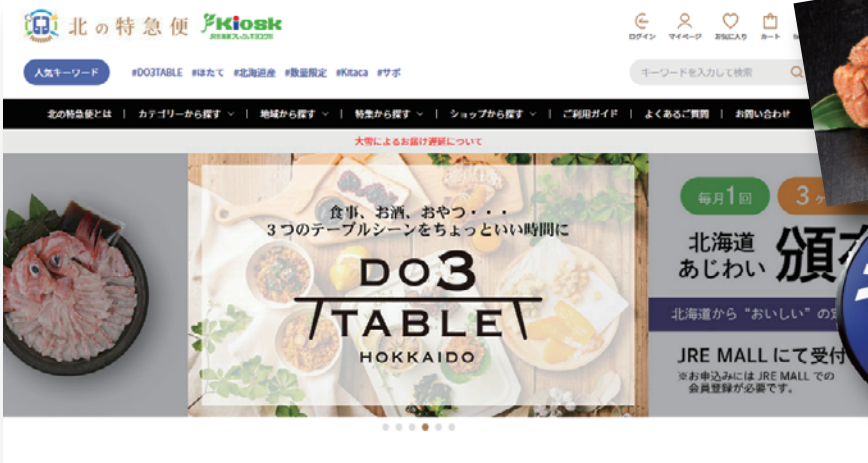 北の特急便 Kiosk
ログイン マイページ お気に入り カート
人気キーワード #DO3TABLE #ほたて #北海道産 #数量限定 #Kitaca #サボ キーワードを入力して検索
北の特急便とは | カテゴリーから探す | 地域から探す | 特集から探す | ショップから探す | ご利用ガイド | よくあるご質問 | お問い合わせ
大雪によるお届け遅延について
食事、お酒、おやつ・・・
3つのテーブルシーンをちょっといい時間に
DO3
TABLE
HOKKAIDO
毎月1回 3ヶ
北海道
あじわい 頒
北海道から“おいしい”の
JRE MALL にて受付
※お申込みには JRE MALL での
会員登録が必要です。